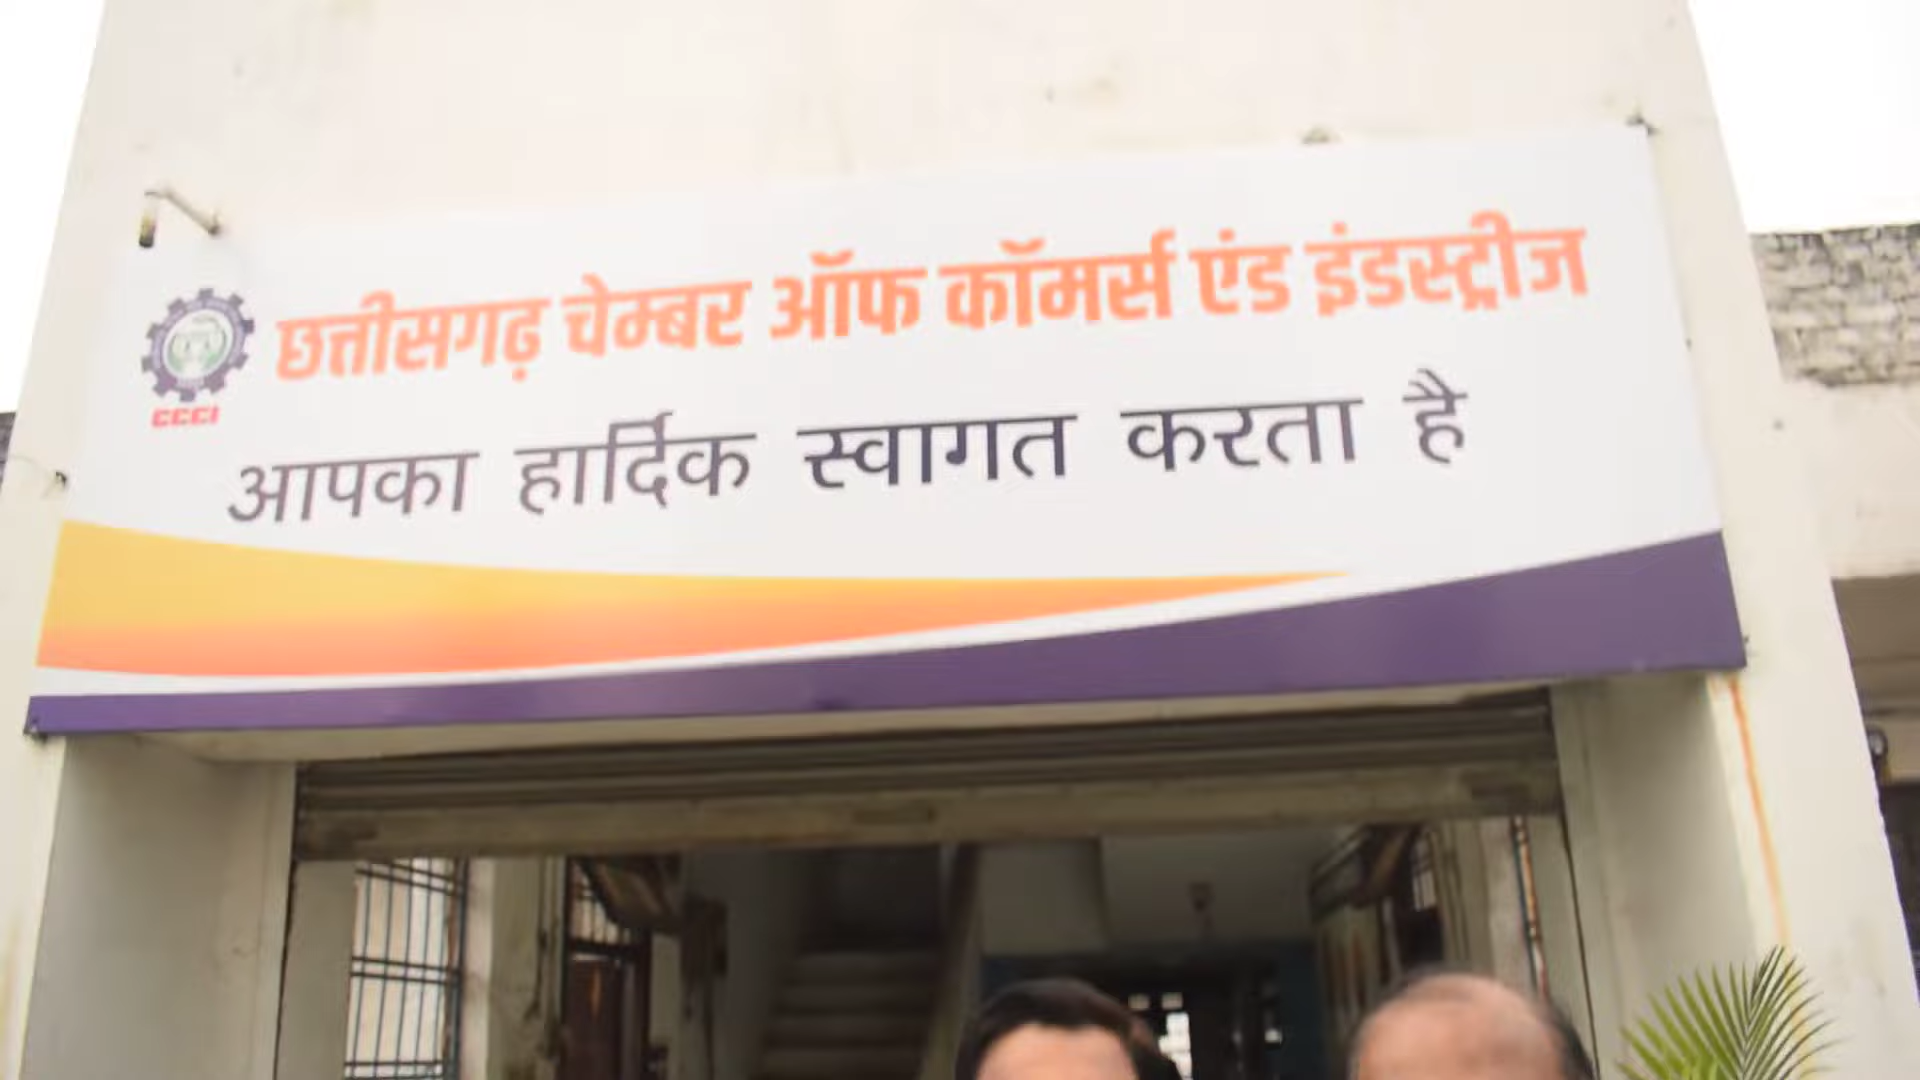 छत्तीसगढ़ चेम्बर ऑफ कॉमर्स एंड इंडस्ट्रीज
CCCI
आपका हार्दिक स्वागत करता है